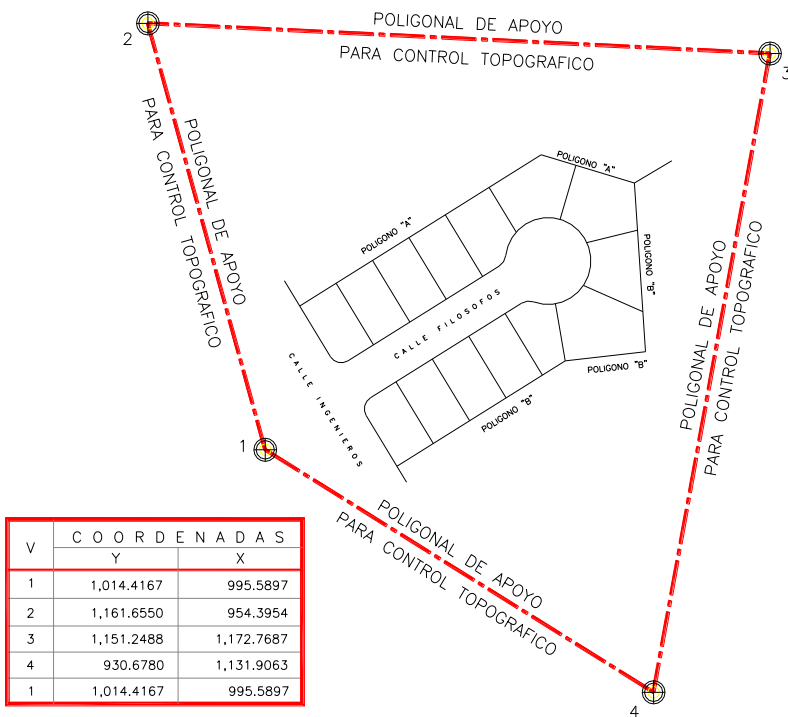 POLIGONAL DE APOYO
PARA CONTROL TOPOGRAFICO
2
3
POLIGONAL DE APOYO
PARA CONTROL TOPOGRAFICO
POLIGONO "A"
POLIGONO "A"
POLIGONO "B"
POLIGONAL DE APOYO
PARA CONTROL TOPOGRAFICO
CALLE FILOSOFOS
CALLE INGENIEROS
POLIGONO "B"
POLIGONO "B"
1
POLIGONAL DE APOYO
PARA CONTROL TOPOGRAFICO
4
V COORDENADAS
Y X
1 1,014.4167 995.5897
2 1,161.6550 954.3954
3 1,151.2488 1,172.7687
4 930.6780 1,131.9063
1 1,014.4167 995.5897